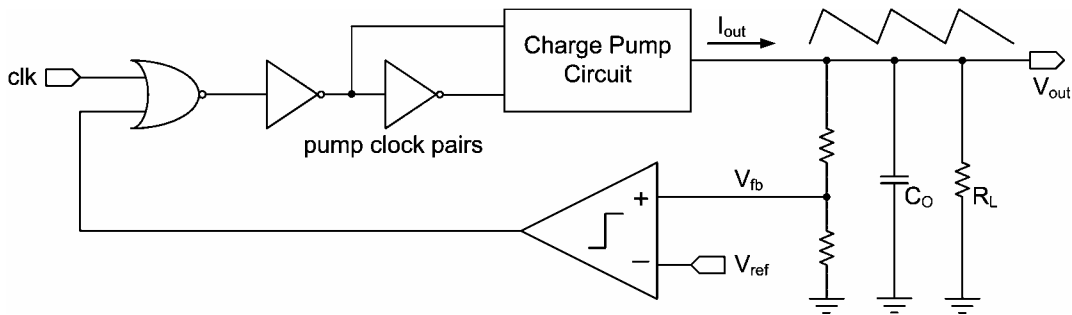 clk
pump clock pairs
Charge Pump
Circuit
I_out
V_out
V_fb
+
−
V_ref
C_O
R_L